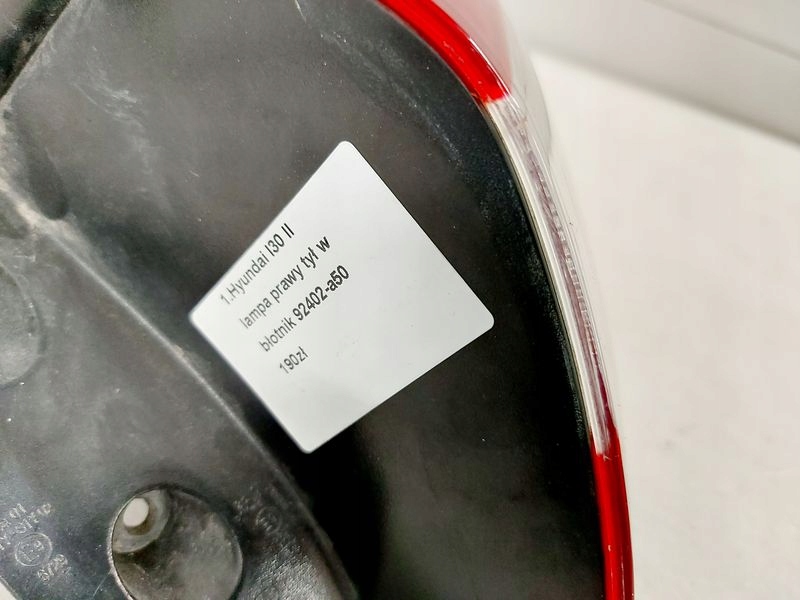 1.Hyundai I30 II
lampa prawy tył w
błotnik 92402-a50
190zł